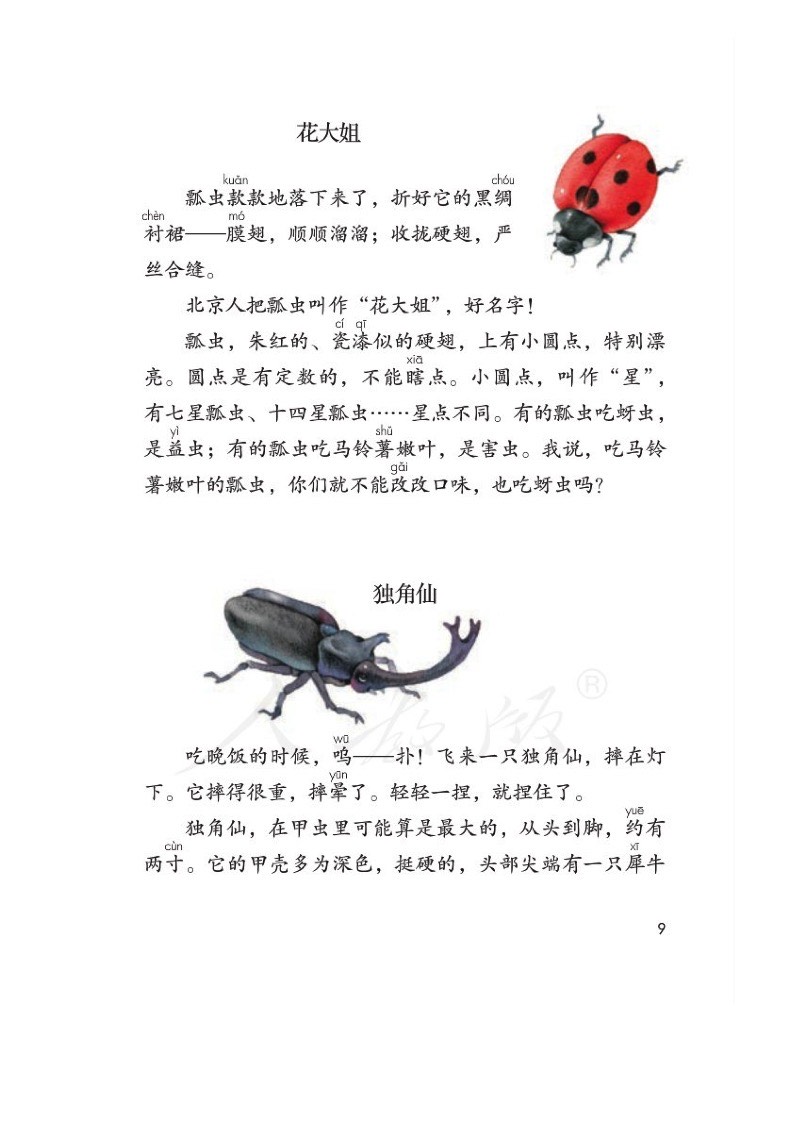 花大姐
kuǎn chóu
瓢虫款款地落下来了，折好它的黑绸
chèn mó
衬裙——膜翅，顺顺溜溜；收拢硬翅，严
丝合缝。
北京人把瓢虫叫作“花大姐”，好名字！
cí qī
瓢虫，朱红的、瓷漆似的硬翅，上有小圆点，特别漂
xiā
亮。圆点是有定数的，不能瞎点。小圆点，叫作“星”，
有七星瓢虫、十四星瓢虫……星点不同。有的瓢虫吃蚜虫，
yì shǔ
是益虫；有的瓢虫吃马铃薯嫩叶，是害虫。我说，吃马铃
gǎi
薯嫩叶的瓢虫，你们就不能改改口味，也吃蚜虫吗？
独角仙
人教版®
wū
吃晚饭的时候，呜——扑！飞来一只独角仙，摔在灯
yūn
下。它摔得很重，摔晕了。轻轻一捏，就捏住了。
yuē
独角仙，在甲虫里可能算是最大的，从头到脚，约有
cùn xī
两寸。它的甲壳多为深色，挺硬的，头部尖端有一只犀牛
9